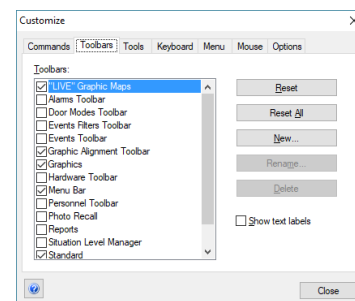 Customize
Commands Toolbars Tools Keyboard Menu Mouse Options
Toolbars:
"LIVE" Graphic Maps
Alarms Toolbar
Door Modes Toolbar
Events Filters Toolbar
Events Toolbar
Graphic Alignment Toolbar
Graphics
Hardware Toolbar
Menu Bar
Personnel Toolbar
Photo Recall
Reports
Situation Level Manager
Standard
Reset
Reset All
New...
Rename...
Delete
Show text labels
Close